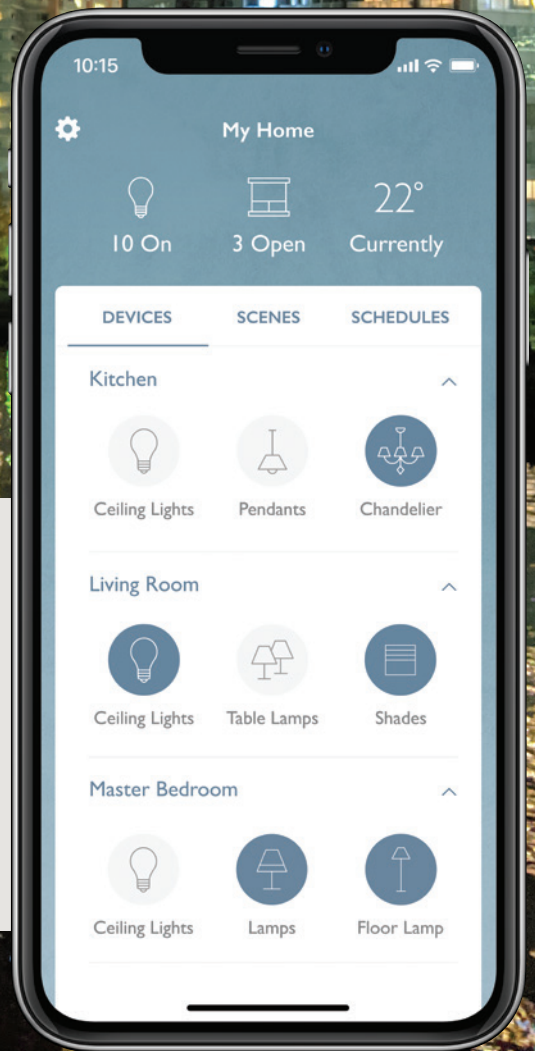 10:15
My Home
10 On 3 Open 22° Currently
DEVICES SCENES SCHEDULES
Kitchen
Ceiling Lights Pendants Chandelier
Living Room
Ceiling Lights Table Lamps Shades
Master Bedroom
Ceiling Lights Lamps Floor Lamp